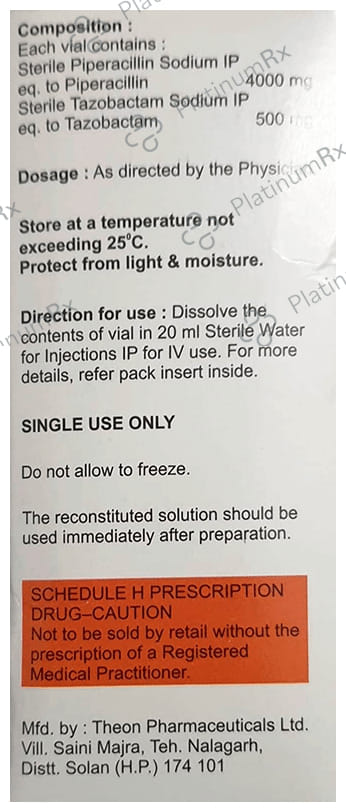 Composition :
Each vial contains :
Sterile Piperacillin Sodium IP
eq. to Piperacillin 4000 mg
Sterile Tazobactam Sodium IP
eq. to Tazobactam 500 mg
Dosage : As directed by the Physician
Store at a temperature not
exceeding 25°C.
Protect from light & moisture.
Direction for use : Dissolve the
contents of vial in 20 ml Sterile Water
for Injections IP for IV use. For more
details, refer pack insert inside.
SINGLE USE ONLY
Do not allow to freeze.
The reconstituted solution should be
used immediately after preparation.
SCHEDULE H PRESCRIPTION
DRUG–CAUTION
Not to be sold by retail without the
prescription of a Registered
Medical Practitioner.
Mfd. by : Theon Pharmaceuticals Ltd.
Vill. Saini Majra, Teh. Nalagarh,
Distt. Solan (H.P.) 174 101
PlatinumRx
PlatinumRx